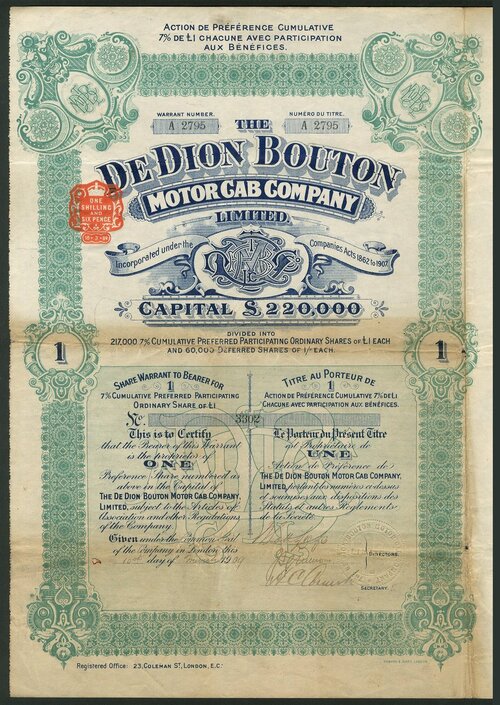 ACTION DE PRÉFÉRENCE CUMULATIVE
7% DE £1 CHACUNE AVEC PARTICIPATION
AUX BÉNÉFICES.
WARRANT NUMBER.
A 2795
THE
NUMÉRO DU TITRE.
A 2795
DE DION BOUTON
MOTOR CAB COMPANY
LIMITED.
ONE
SHILLING
AND
SIX PENCE
Incorporated under the Companies Acts 1862 to 1907.
CAPITAL £ 220,000
DIVIDED INTO
217,000 7% CUMULATIVE PREFERRED PARTICIPATING ORDINARY SHARES OF £1 EACH
AND 60,000 DEFERRED SHARES OF 1/- EACH.
1
1
SHARE WARRANT TO BEARER FOR
1
7% CUMULATIVE PREFERRED PARTICIPATING
ORDINARY SHARE OF £1
TITRE AU PORTEUR DE
1
ACTION DE PRÉFÉRENCE CUMULATIVE 7% DE £1
CHACUNE AVEC PARTICIPATION AUX BÉNÉFICES.
No. 3302
This is to Certify
that the Bearer of this Warrant
is the proprietor of
ONE
Preference Share numbered as
above in the Capital of
THE DE DION BOUTON MOTOR CAB COMPANY,
LIMITED, subject to the Articles of
Association and other Regulations
of the Company.
Given under the Common Seal
of the Company in London this
10th day of 1909
Le Porteur du Présent Titre
est Propriétaire de
UNE
Action de Préférence de
THE DE DION BOUTON MOTOR CAB COMPANY,
LIMITED, portant les numéros ci-dessus
et soumises aux dispositions des
Statuts et autres Réglements
de la Société.
DIRECTORS.
SECRETARY.
Registered Office: 23, COLEMAN ST, LONDON, E.C.